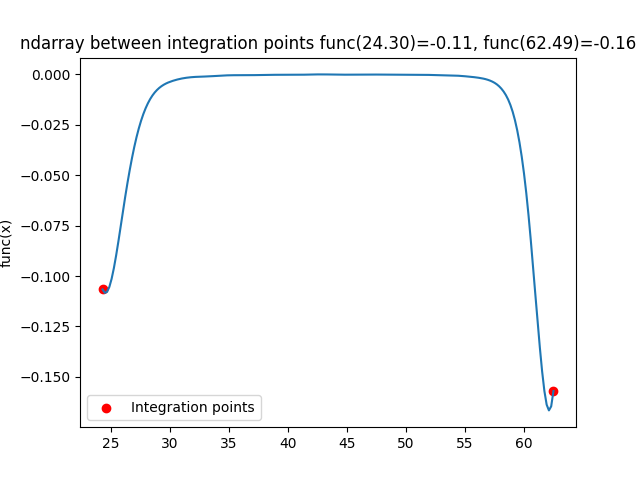 ndarray between integration points func(24.30)=-0.11, func(62.49)=-0.16
func(x)
0.000
−0.025
−0.050
−0.075
−0.100
−0.125
−0.150
Integration points
25 30 35 40 45 50 55 60